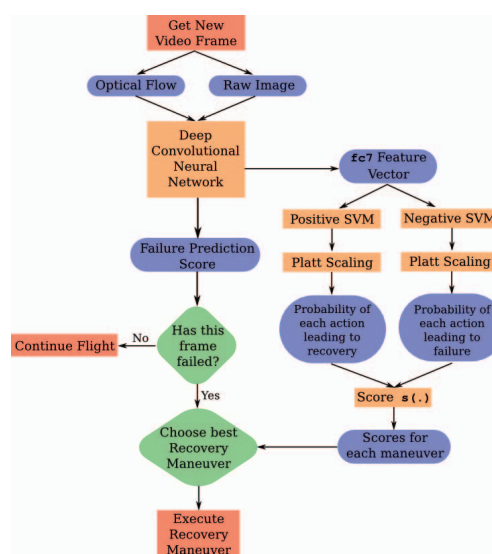 Get New
Video Frame
Optical Flow
Raw Image
Deep
Convolutional
Neural
Network
fc7 Feature
Vector
Positive SVM
Negative SVM
Failure Prediction
Score
Platt Scaling
Platt Scaling
Probability of
each action
leading to
recovery
Probability of
each action
leading to
failure
Has this
frame
failed?
No
Continue Flight
Yes
Score s(.)
Choose best
Recovery
Maneuver
Scores for
each maneuver
Execute
Recovery
Maneuver